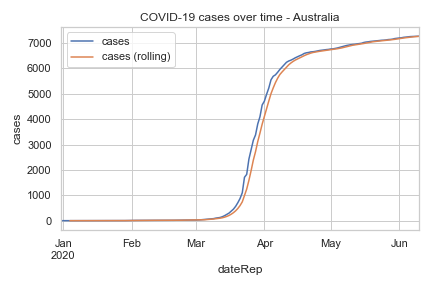 COVID-19 cases over time - Australia
cases
cases (rolling)
7000
6000
5000
4000
3000
2000
1000
0
cases
Jan Feb Mar Apr May Jun
2020
dateRep